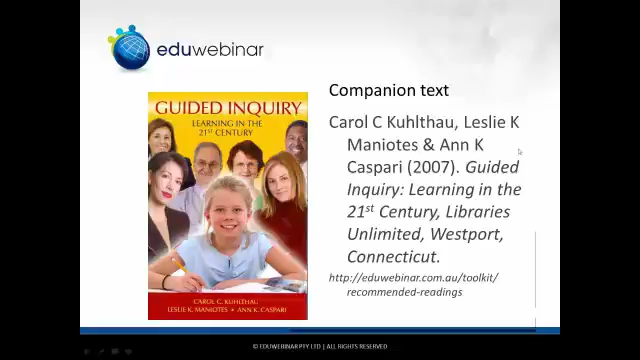 eduwebinar
GUIDED INQUIRY
LEARNING IN THE
21ST CENTURY
CAROL C. KUHLTHAU
LESLIE K. MANIOTES • ANN K. CASPARI
Companion text
Carol C Kuhlthau, Leslie K
Maniotes & Ann K
Caspari (2007). Guided
Inquiry: Learning in the
21st Century, Libraries
Unlimited, Westport,
Connecticut.
http://eduwebinar.com.au/toolkit/
recommended-readings
© EDUWEBINAR PTY LTD | ALL RIGHTS RESERVED